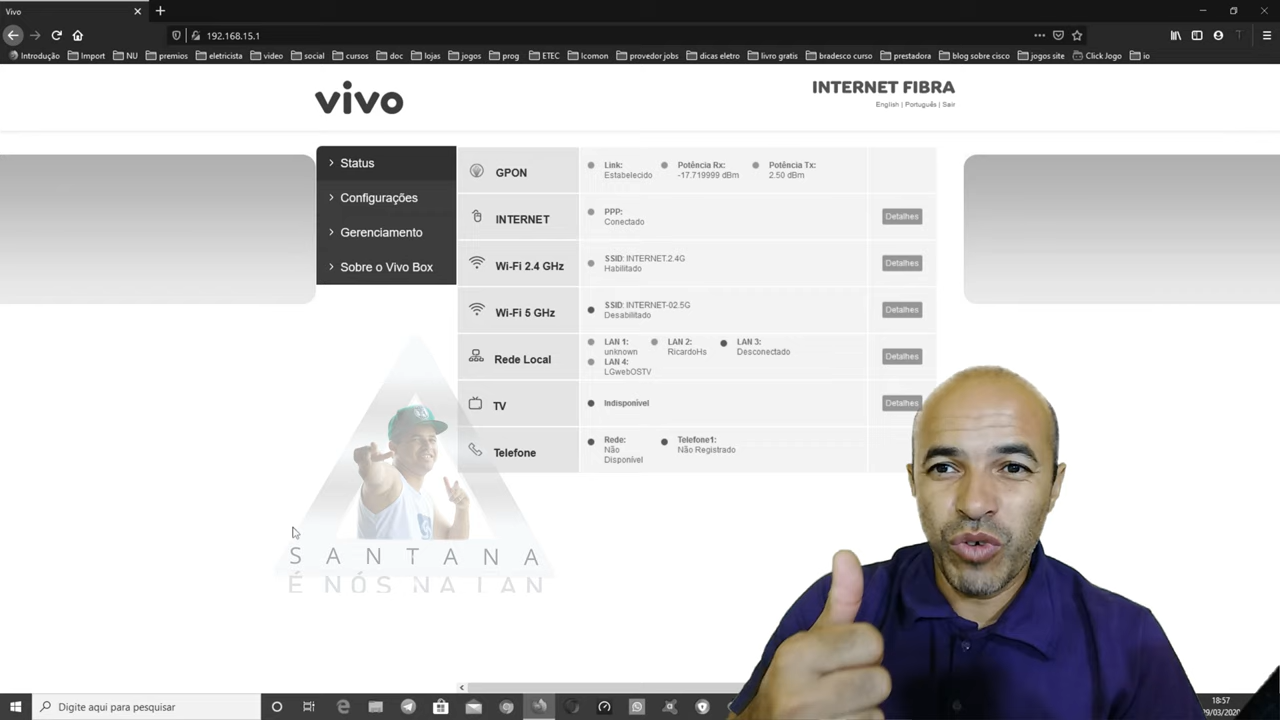 Vivo
192.168.15.1
Introdução Import NU premios eletricista video social cursos doc lojas jogos prog ETEC Icomon provedor jobs dicas eletro livro gratis bradesco curso prestadora blog sobre cisco jogos site Click Jogo io
vivo
INTERNET FIBRA
English | Português | Sair
Status
Configurações
Gerenciamento
Sobre o Vivo Box
GPON
Link:
Estabelecido
Potência Rx:
-17.719999 dBm
Potência Tx:
2.50 dBm
INTERNET
PPP:
Conectado
Detalhes
Wi-Fi 2.4 GHz
SSID: INTERNET.2.4G
Habilitado
Detalhes
Wi-Fi 5 GHz
SSID: INTERNET-02.5G
Desabilitado
Detalhes
Rede Local
LAN 1:
unknown
LAN 2:
RicardoHs
LAN 3:
Desconectado
LAN 4:
LGwebOSTV
Detalhes
TV
Indisponível
Detalhes
Telefone
Rede:
Não
Disponível
Telefone1:
Não Registrado
SANTANA
É NÓS NA LAN
Digite aqui para pesquisar
18:57
09/03/2020